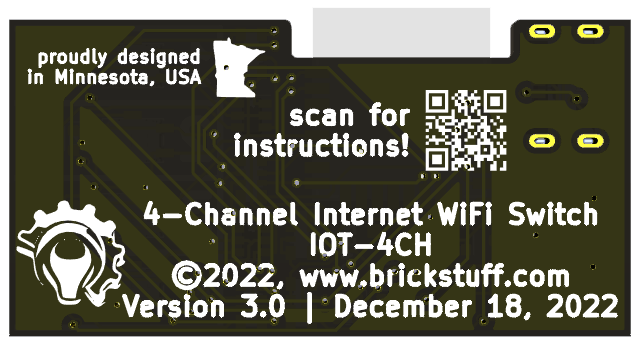 proudly designed
in Minnesota, USA
scan for
instructions!
4-Channel Internet WiFi Switch
IOT-4CH
©2022, www.brickstuff.com
Version 3.0 | December 18, 2022